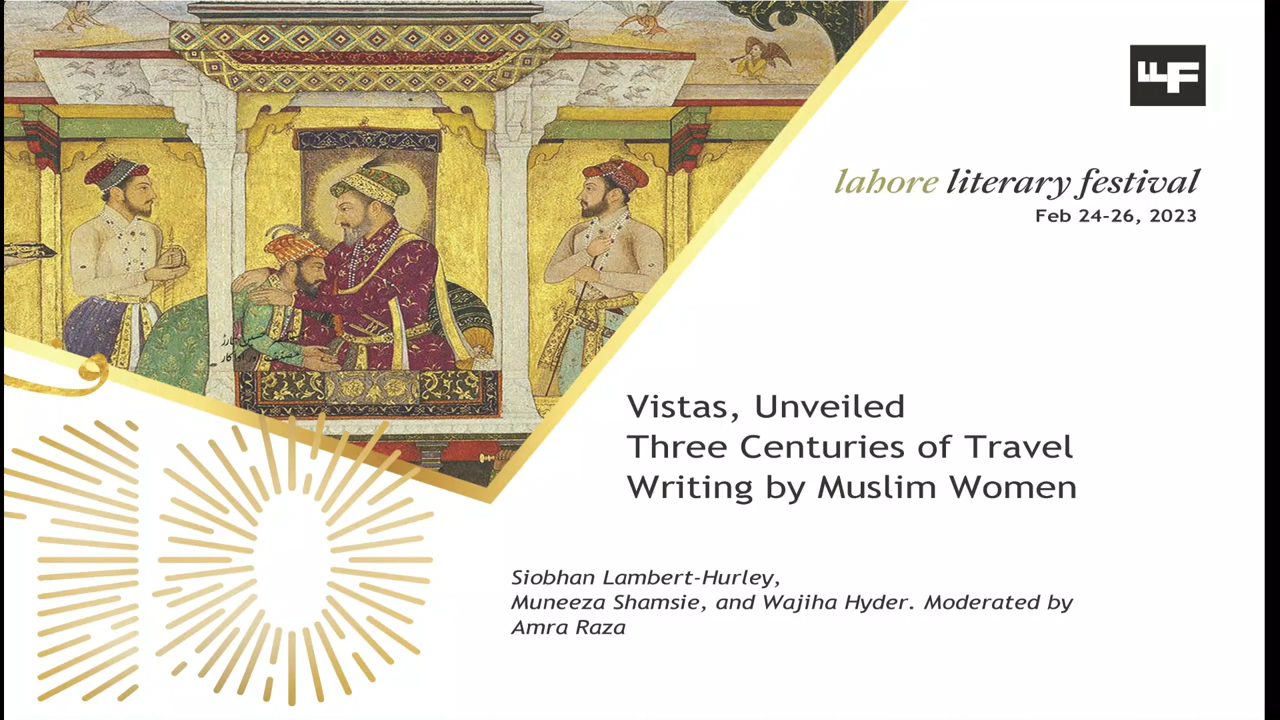 LLF
lahore literary festival
Feb 24-26, 2023
Vistas, Unveiled
Three Centuries of Travel
Writing by Muslim Women
Siobhan Lambert-Hurley,
Muneeza Shamsie, and Wajiha Hyder. Moderated by
Amra Raza
10